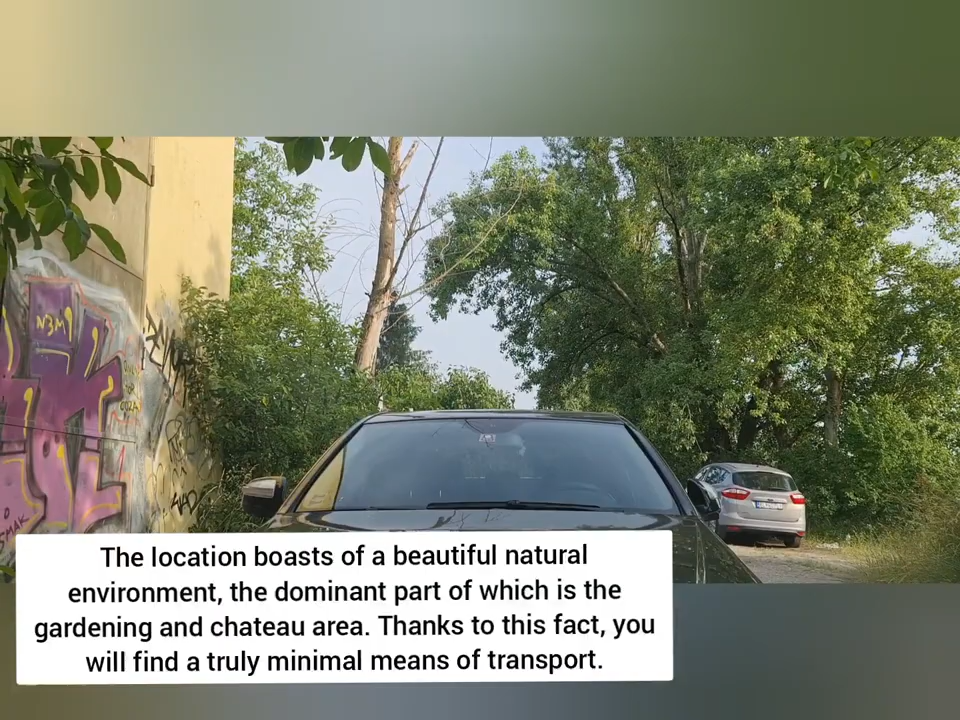 N3M
The location boasts of a beautiful natural
environment, the dominant part of which is the
gardening and chateau area. Thanks to this fact, you
will find a truly minimal means of transport.